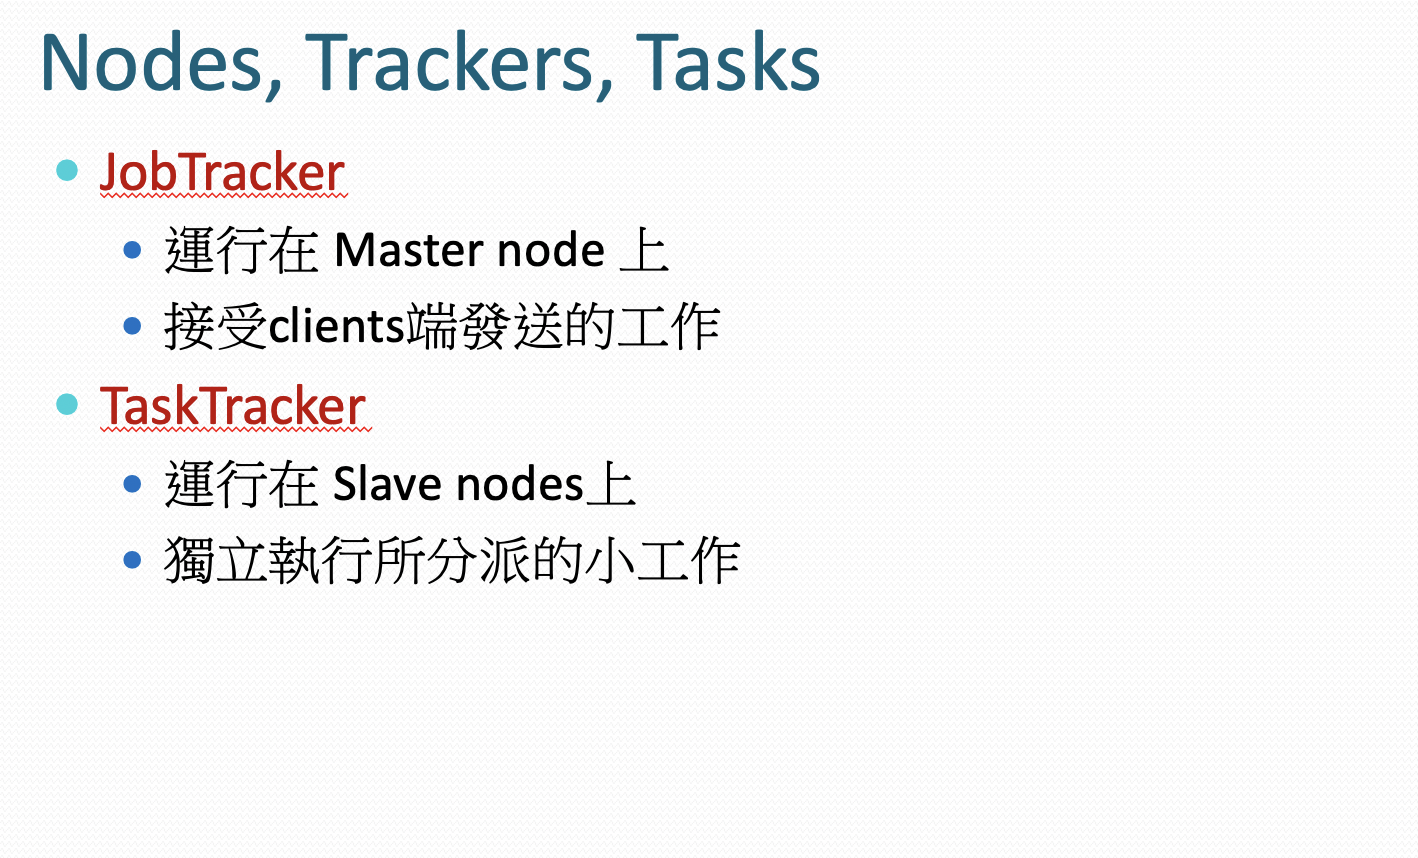 Nodes, Trackers, Tasks
JobTracker
運行在 Master node 上
接受clients端發送的工作
TaskTracker
運行在 Slave nodes上
獨立執行所分派的小工作